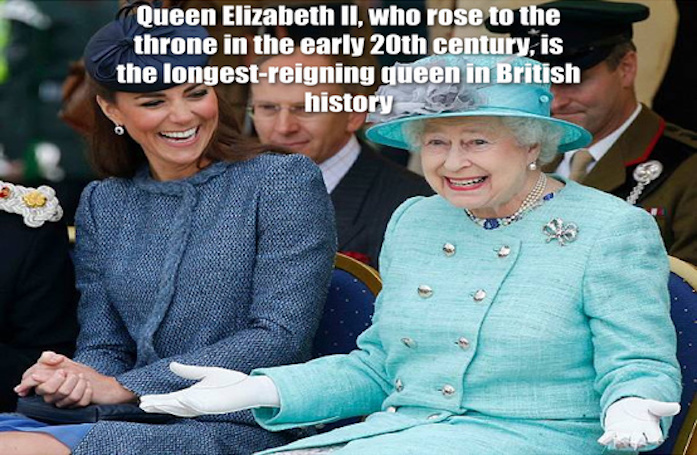 Queen Elizabeth II, who rose to the
throne in the early 20th century, is
the longest-reigning queen in British
history